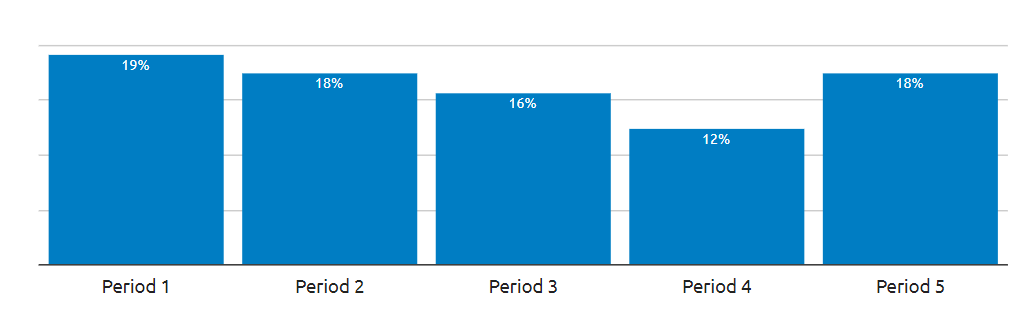 19%
18%
16%
12%
18%
Period 1
Period 2
Period 3
Period 4
Period 5